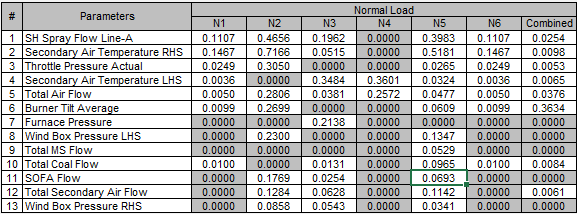 # Parameters Normal Load
N1 N2 N3 N4 N5 N6 Combined
1 SH Spray Flow Line-A 0.1107 0.4656 0.1962 0.0000 0.3983 0.1107 0.0254
2 Secondary Air Temperature RHS 0.1467 0.7166 0.0515 0.0000 0.5181 0.1467 0.0098
3 Throttle Pressure Actual 0.0249 0.3050 0.0000 0.0000 0.0265 0.0249 0.0053
4 Secondary Air Temperature LHS 0.0036 0.0000 0.3484 0.3601 0.0324 0.0036 0.0065
5 Total Air Flow 0.0050 0.2806 0.0381 0.2572 0.0477 0.0050 0.0376
6 Burner Tilt Average 0.0099 0.2699 0.0000 0.0000 0.0609 0.0099 0.3634
7 Furnace Pressure 0.0000 0.0000 0.2138 0.0000 0.0000 0.0000 0.0000
8 Wind Box Pressure LHS 0.0000 0.2300 0.0000 0.0000 0.1347 0.0000 0.0000
9 Total MS Flow 0.0000 0.0000 0.0000 0.0000 0.0529 0.0000 0.0000
10 Total Coal Flow 0.0100 0.0000 0.0131 0.0000 0.0965 0.0100 0.0084
11 SOFA Flow 0.0000 0.1769 0.0254 0.0000 0.0693 0.0000 0.0000
12 Total Secondary Air Flow 0.0000 0.1284 0.0628 0.0000 0.1142 0.0000 0.0061
13 Wind Box Pressure RHS 0.0000 0.0858 0.0543 0.0000 0.0341 0.0000 0.0000